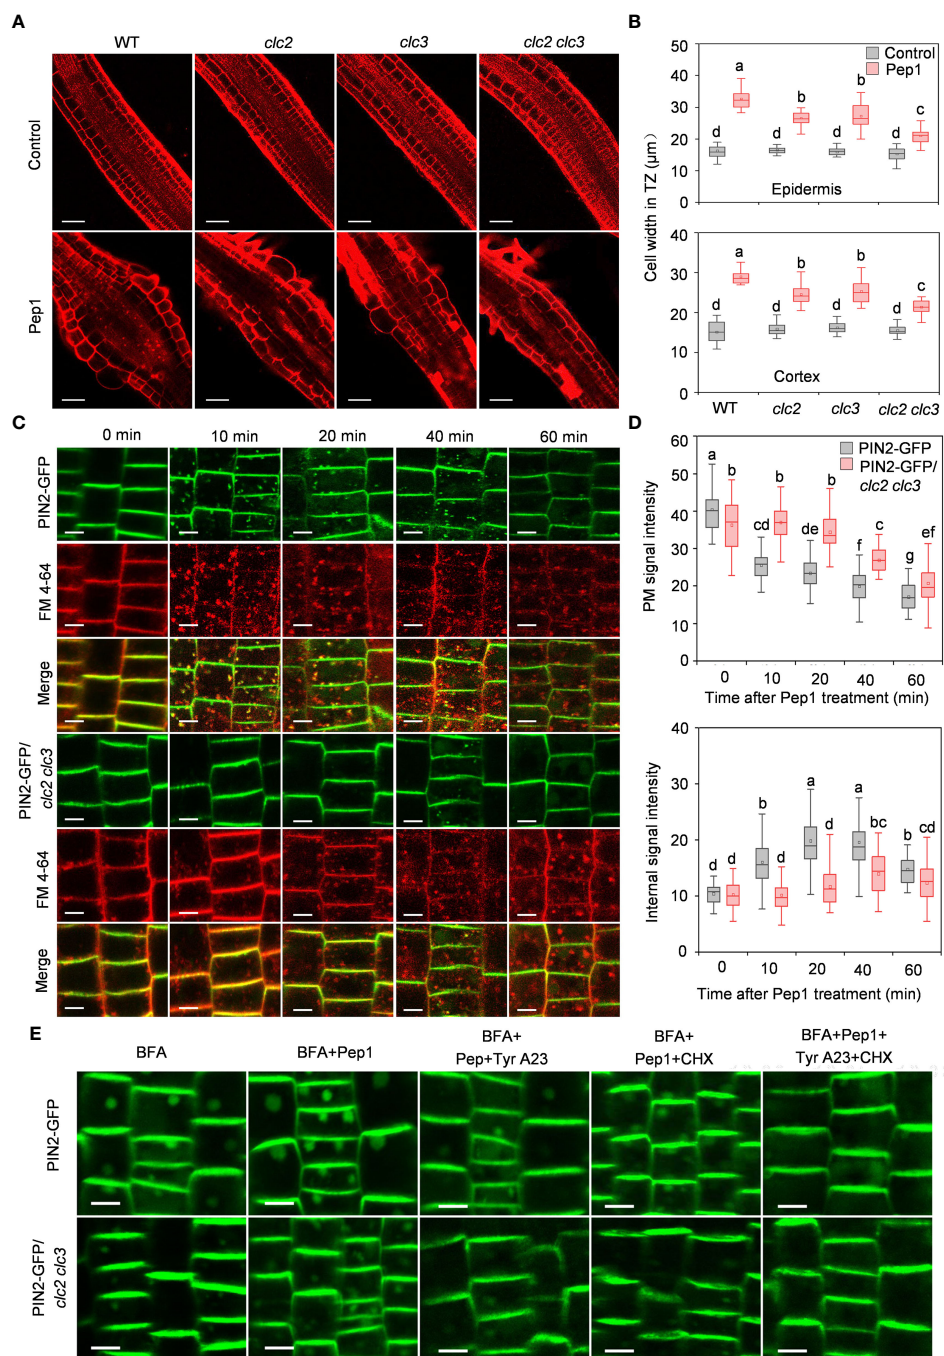 A
WT clc2 clc3 clc2 clc3
Control
Pep1
B
Cell width in TZ (μm)
50
40
30
20
10
0
Control
Pep1
a b b c
d d d d
Epidermis
40
30
20
10
0
a b b c
d d d d
Cortex
WT clc2 clc3 clc2 clc3
C
0 min 10 min 20 min 40 min 60 min
PIN2-GFP
FM 4-64
Merge
PIN2-GFP/
clc2 clc3
FM 4-64
Merge
D
PM signal intensity
60
50
40
30
20
10
0
PIN2-GFP
PIN2-GFP/
clc2 clc3
a b cd b de b f c g ef
0 10 20 40 60
Time after Pep1 treatment (min)
Internal signal intensity
40
30
20
10
0
d d b d a d a bc b cd
0 10 20 40 60
Time after Pep1 treatment (min)
E
BFA
BFA+Pep1
BFA+
Pep+Tyr A23
BFA+
Pep1+CHX
BFA+Pep1+
Tyr A23+CHX
PIN2-GFP
PIN2-GFP/
clc2 clc3